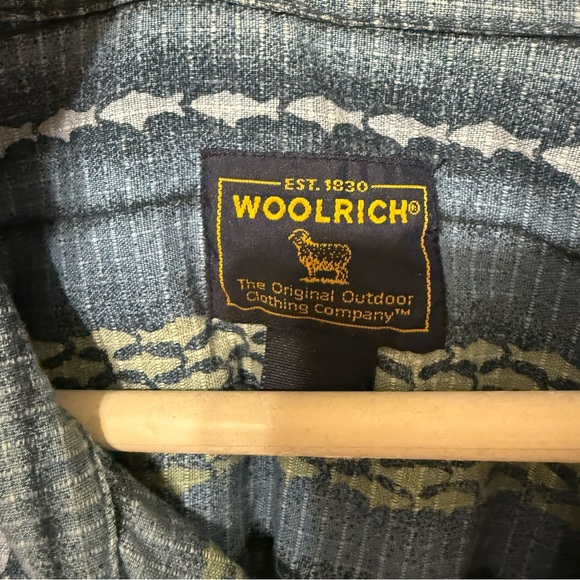 EST. 1830
WOOLRICH®
The Original Outdoor
Clothing Company™